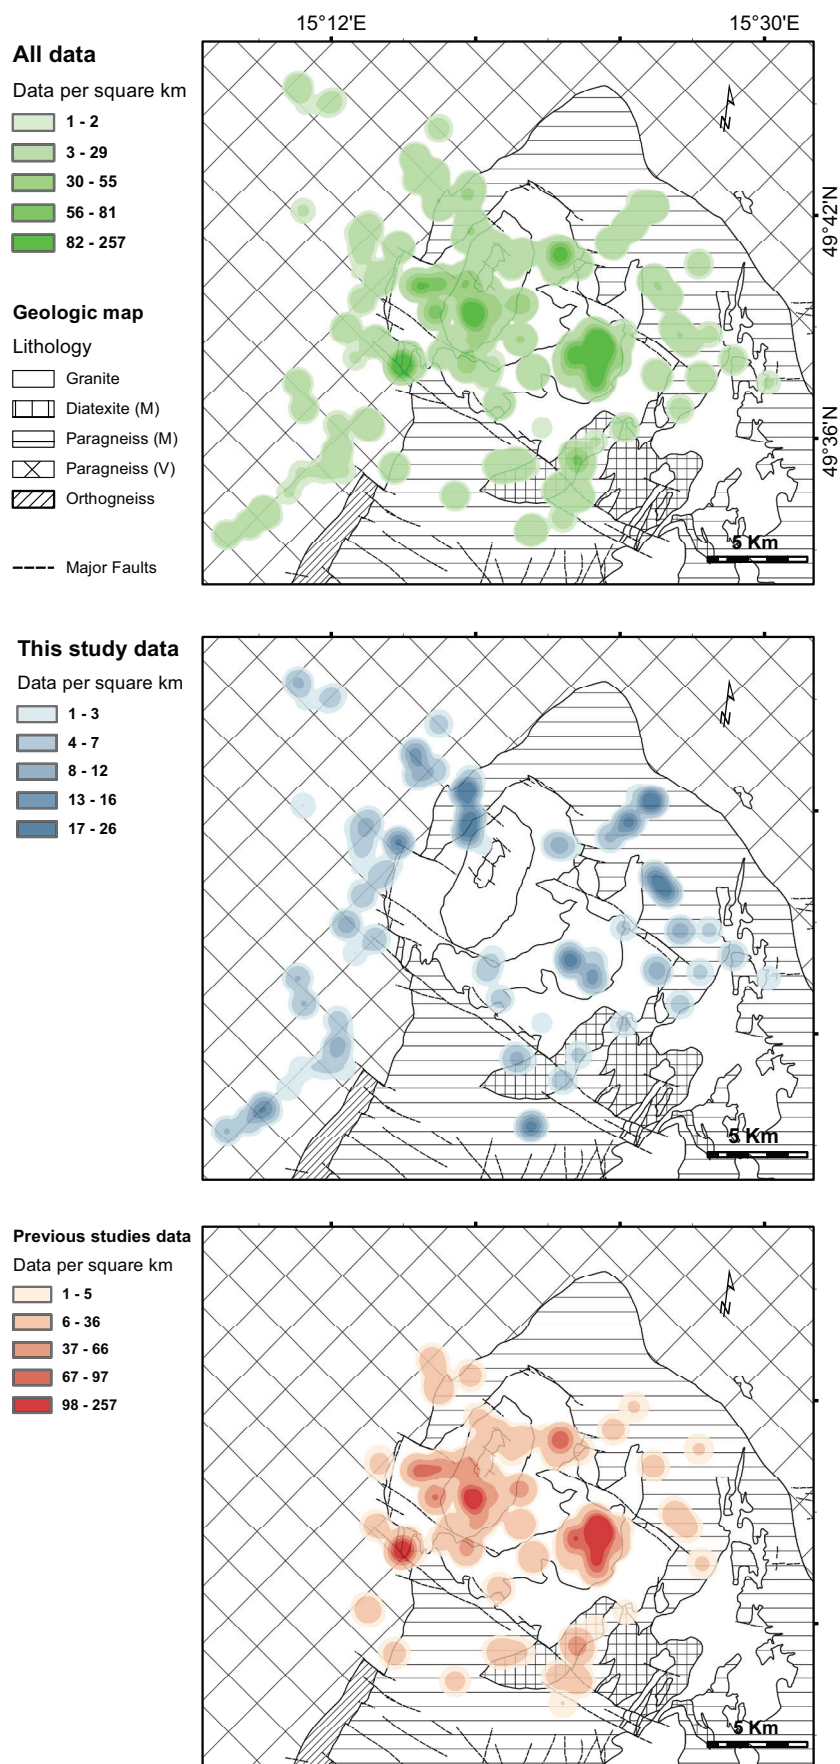 15°12'E
15°30'E
All data
Data per square km
1 - 2
3 - 29
30 - 55
56 - 81
82 - 257
N
49°42'N
Geologic map
Lithology
Granite
Diatexite (M)
Paragneiss (M)
Paragneiss (V)
Orthogneiss
Major Faults
49°36'N
5 Km
This study data
Data per square km
1 - 3
4 - 7
8 - 12
13 - 16
17 - 26
N
5 Km
Previous studies data
Data per square km
1 - 5
6 - 36
37 - 66
67 - 97
98 - 257
N
5 Km